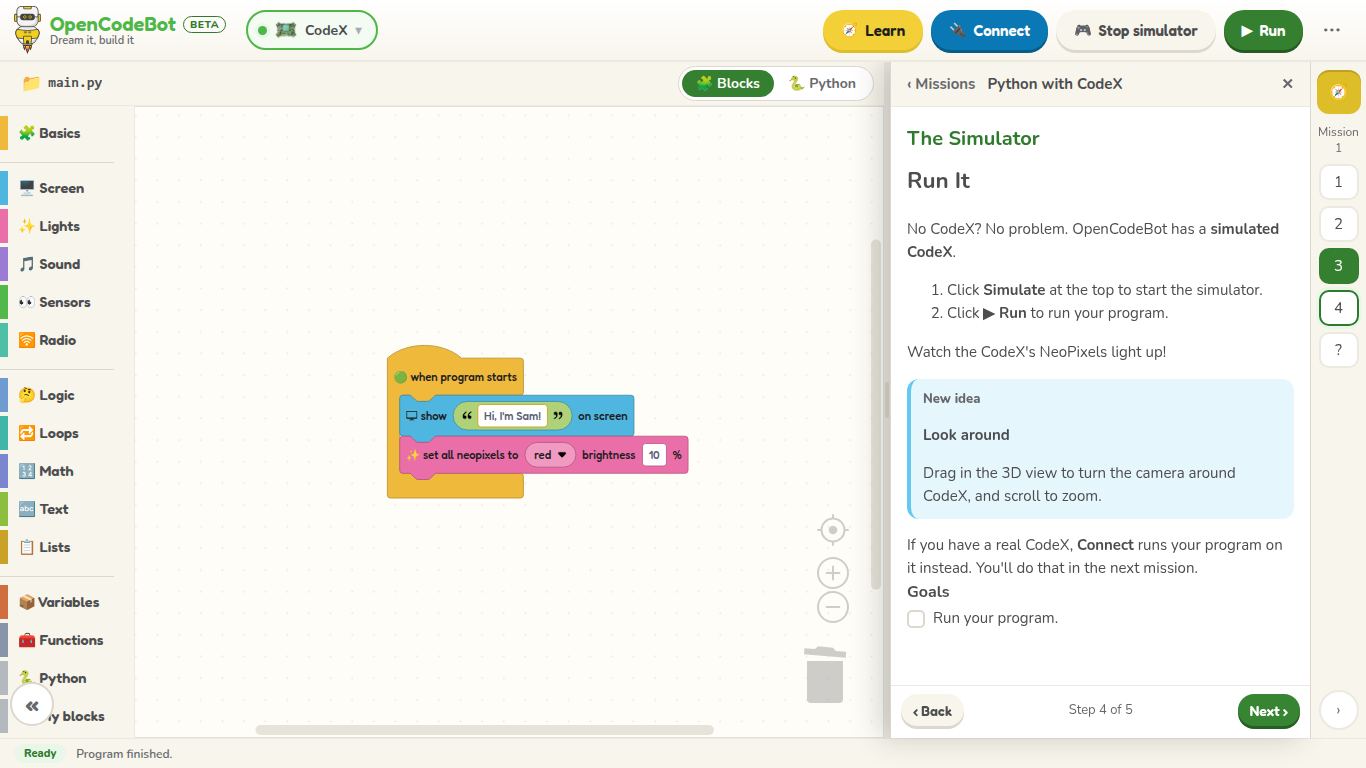 OpenCodeBot BETA
Dream it, build it
CodeX ▾
Learn
Connect
Stop simulator
▶ Run
...
main.py
Blocks
Python
‹ Missions Python with CodeX ×
Basics
Screen
Lights
Sound
Sensors
Radio
Logic
Loops
Math
Text
Lists
Variables
Functions
Python
y blocks
«
when program starts
show “ Hi, I'm Sam! ” on screen
set all neopixels to red brightness 10 %
The Simulator
Run It
No CodeX? No problem. OpenCodeBot has a simulated
CodeX.
1. Click Simulate at the top to start the simulator.
2. Click ▶ Run to run your program.
Watch the CodeX's NeoPixels light up!
New idea
Look around
Drag in the 3D view to turn the camera around
CodeX, and scroll to zoom.
If you have a real CodeX, Connect runs your program on
it instead. You'll do that in the next mission.
Goals
Run your program.
‹ Back
Step 4 of 5
Next ›
Mission
1
1
2
3
4
?
›
Ready Program finished.